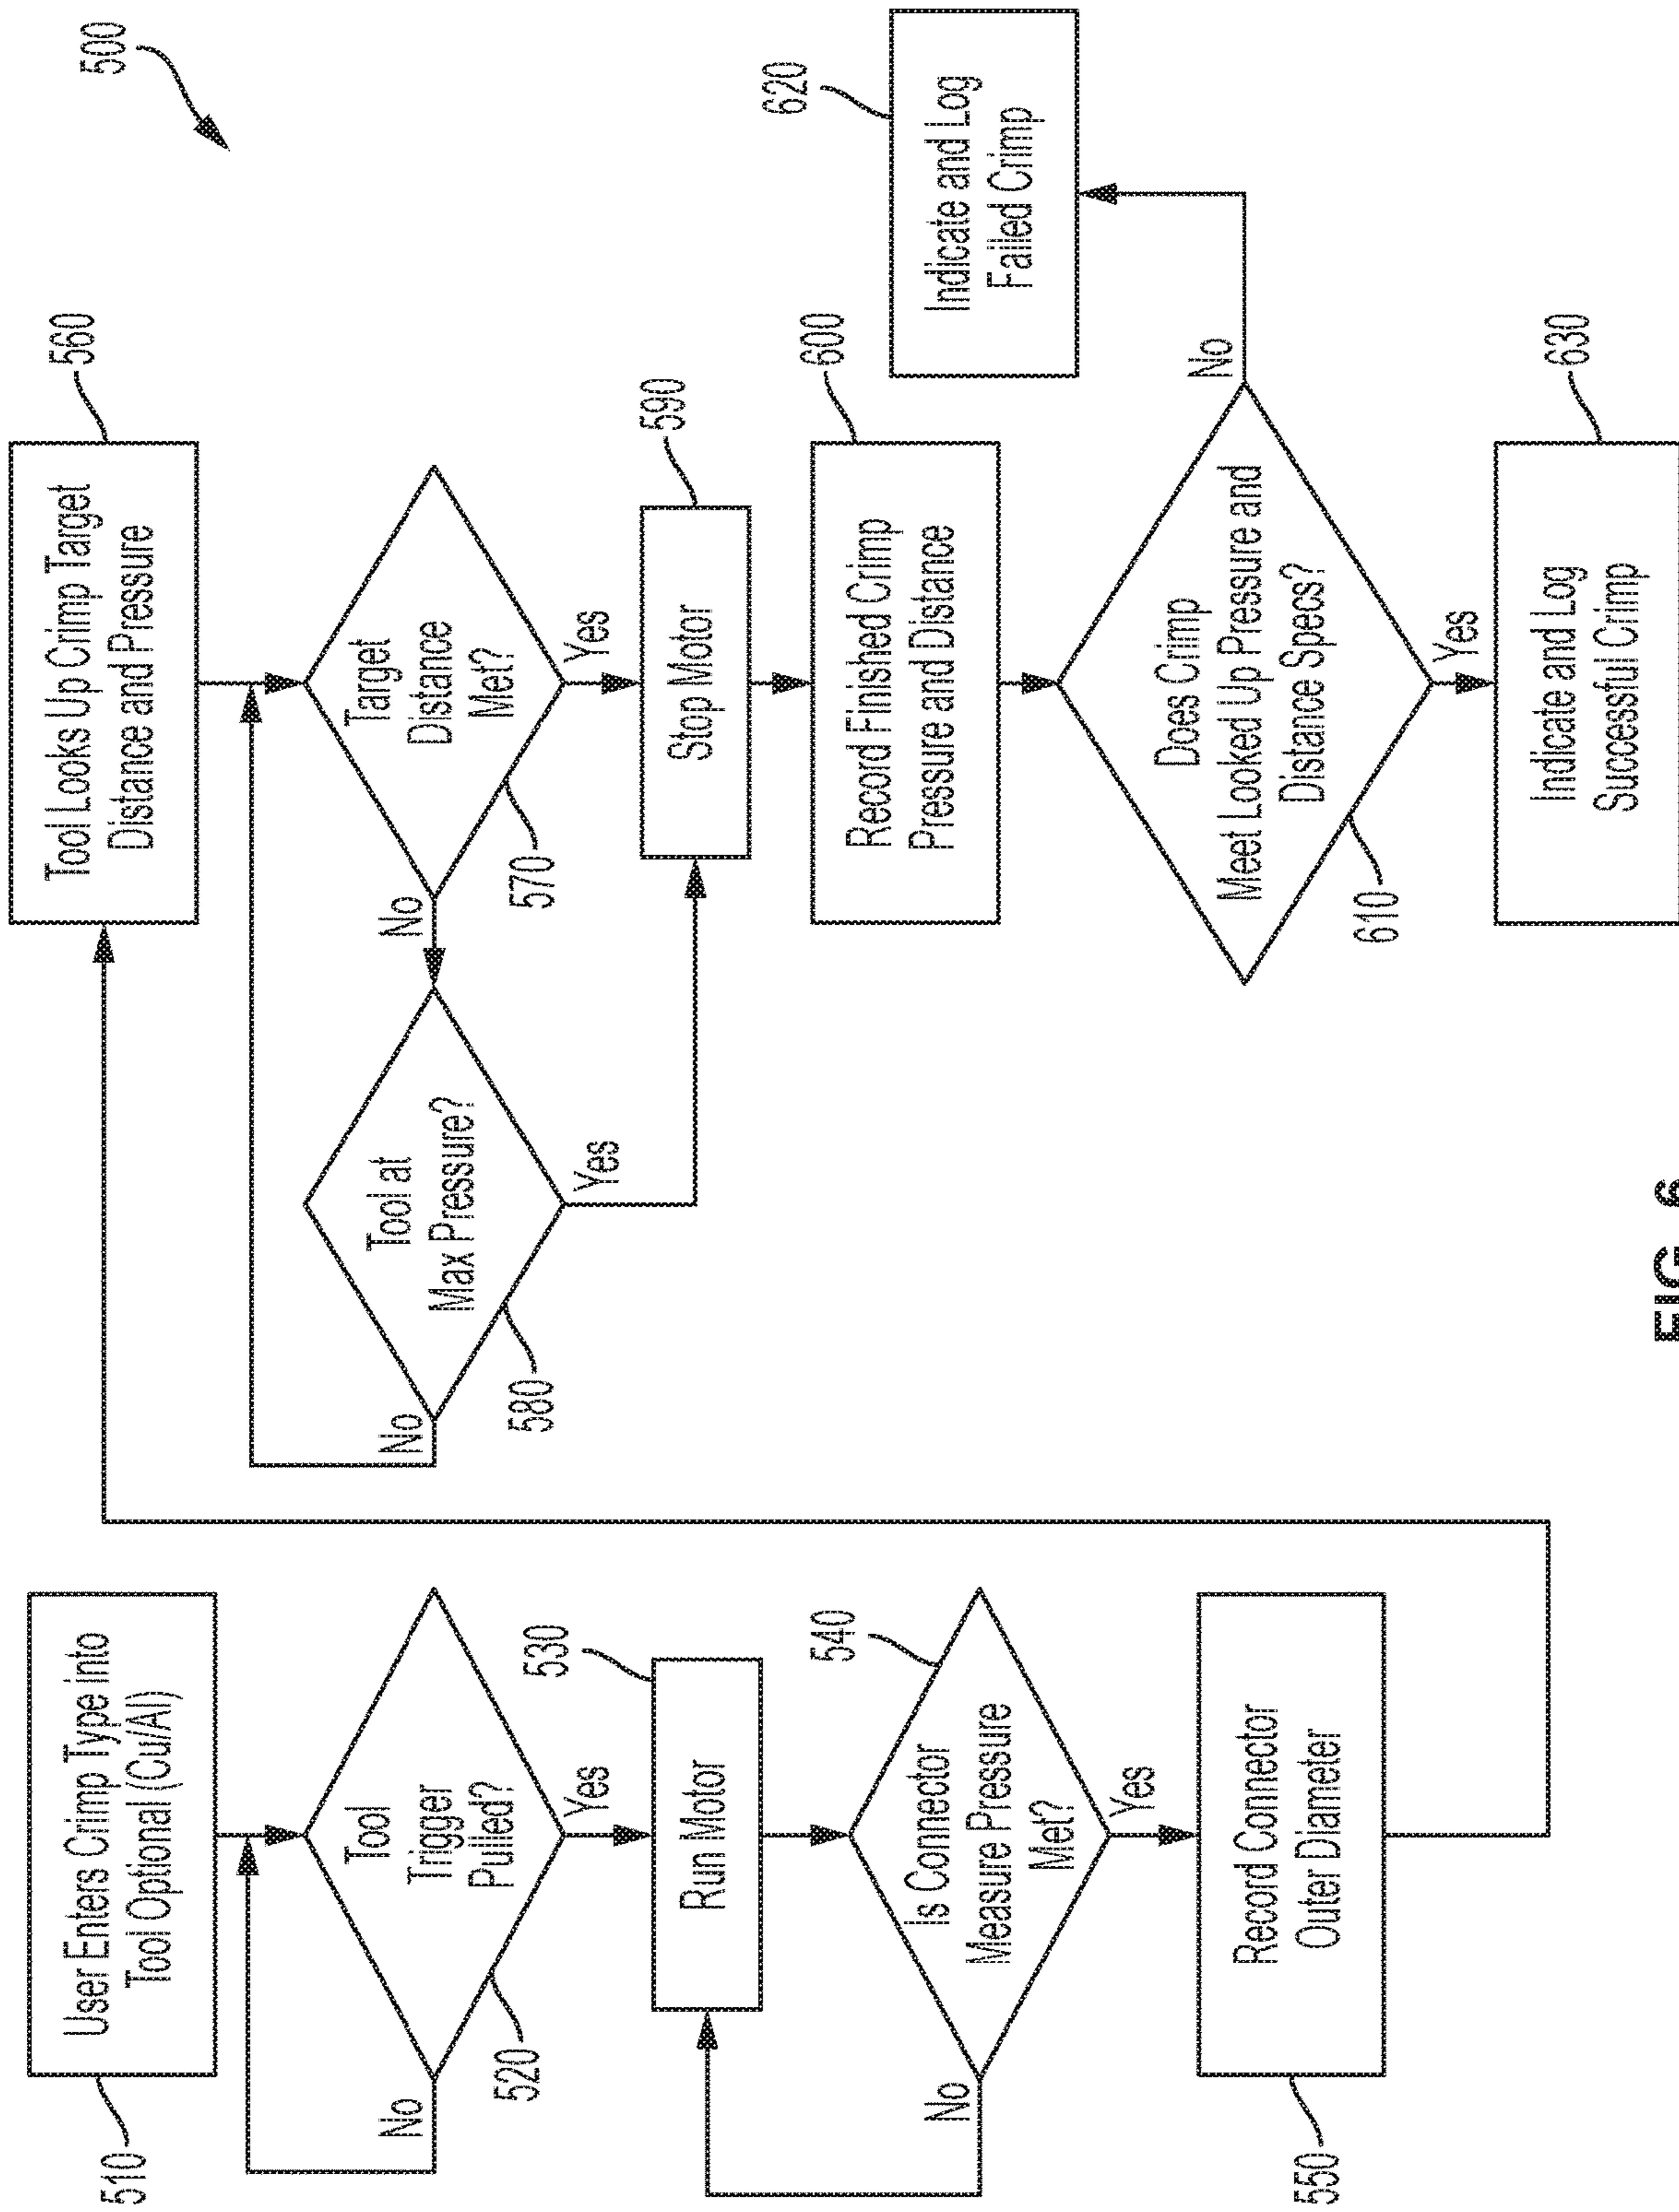 500
510
User Enters Crimp Type into
Tool Optional (Cu/Al)
Tool
Trigger
Pulled?
520
No
Yes
530
Run Motor
540
is Connector
Measure Pressure
Met?
No
Yes
550
Record Connector
Outer Diameter
560
Tool Looks Up Crimp Target
Distance and Pressure
Target
Distance
Met?
570
No
Yes
Tool at
Max Pressure?
580
No
Yes
590
Stop Motor
600
Record Finished Crimp
Pressure and Distance
Does Crimp
Meet Looked Up Pressure and
Distance Specs?
610
No
Yes
620
Indicate and Log
Failed Crimp
630
Indicate and Log
Successful Crimp
FIG. 6